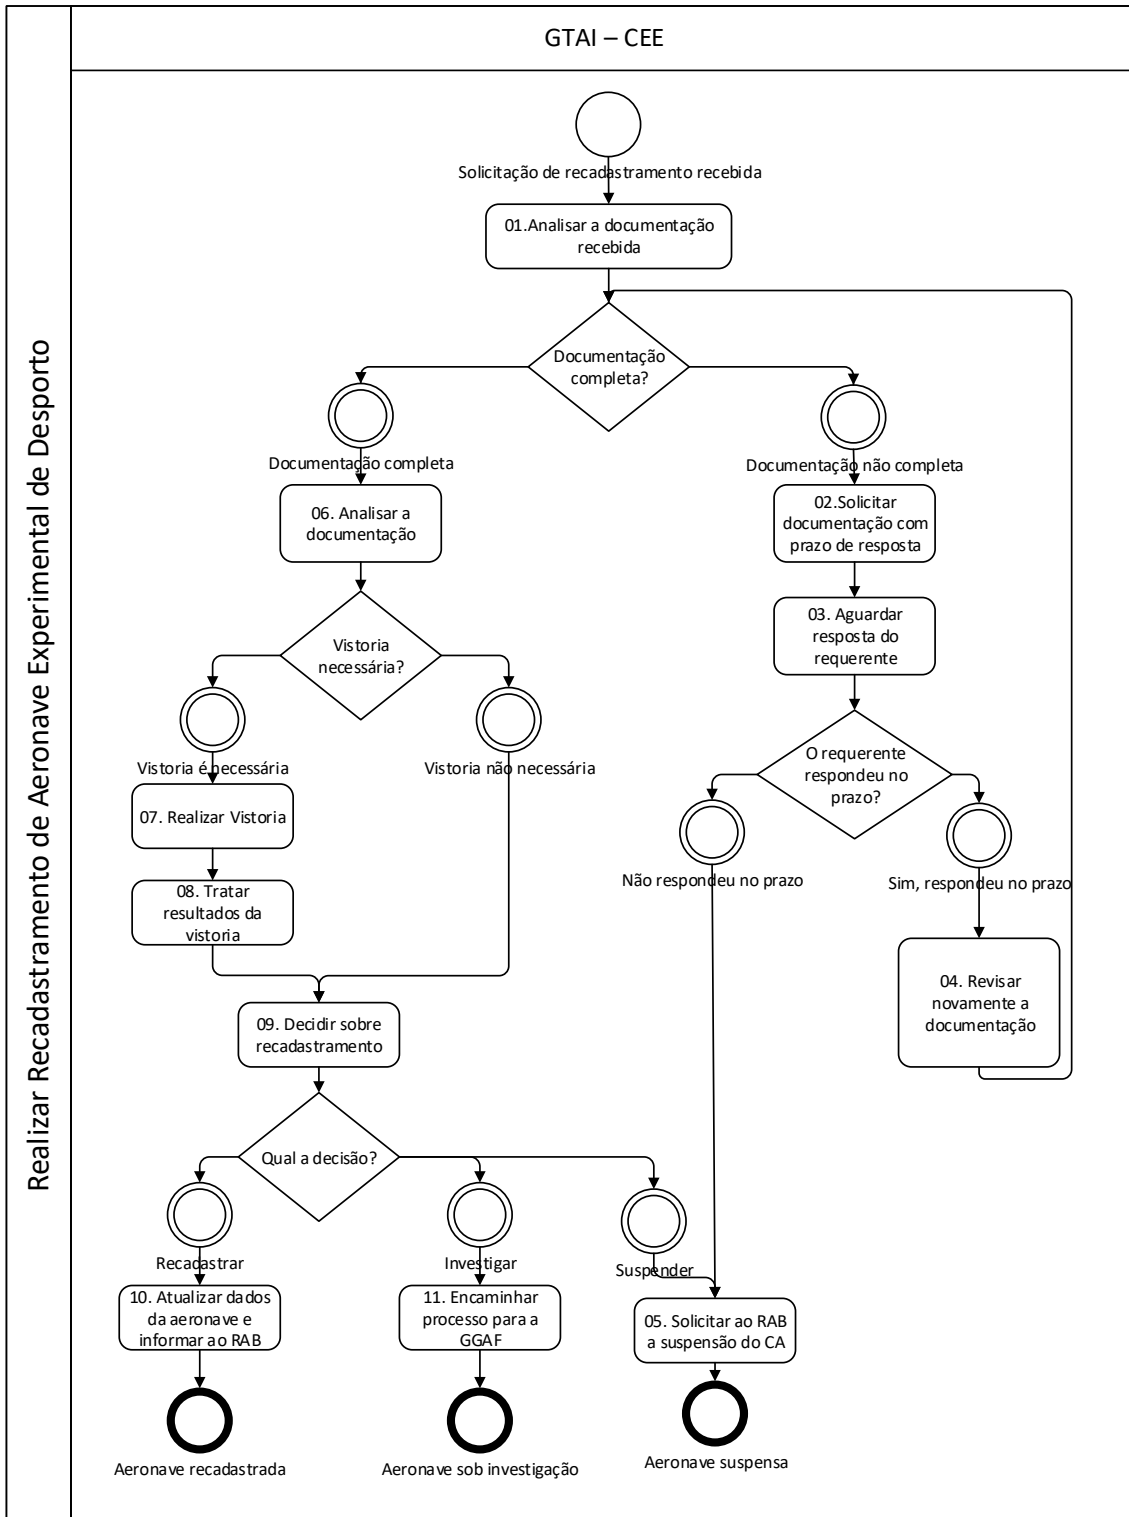 GTAI – CEE
Realizar Recadastramento de Aeronave Experimental de Desporto
Solicitação de recadastramento recebida
01.Analisar a documentação
recebida
Documentação
completa?
Documentação completa
Documentação não completa
06. Analisar a
documentação
02.Solicitar
documentação com
prazo de resposta
03. Aguardar
resposta do
requerente
Vistoria
necessária?
O requerente
respondeu no
prazo?
Vistoria é necessária
Vistoria não necessária
07. Realizar Vistoria
Não respondeu no prazo
Sim, respondeu no prazo
08. Tratar
resultados da
vistoria
04. Revisar
novamente a
documentação
09. Decidir sobre
recadastramento
Qual a decisão?
Recadastrar
Investigar
Suspender
10. Atualizar dados
da aeronave e
informar ao RAB
11. Encaminhar
processo para a
GGAF
05. Solicitar ao RAB
a suspensão do CA
Aeronave recadastrada
Aeronave sob investigação
Aeronave suspensa